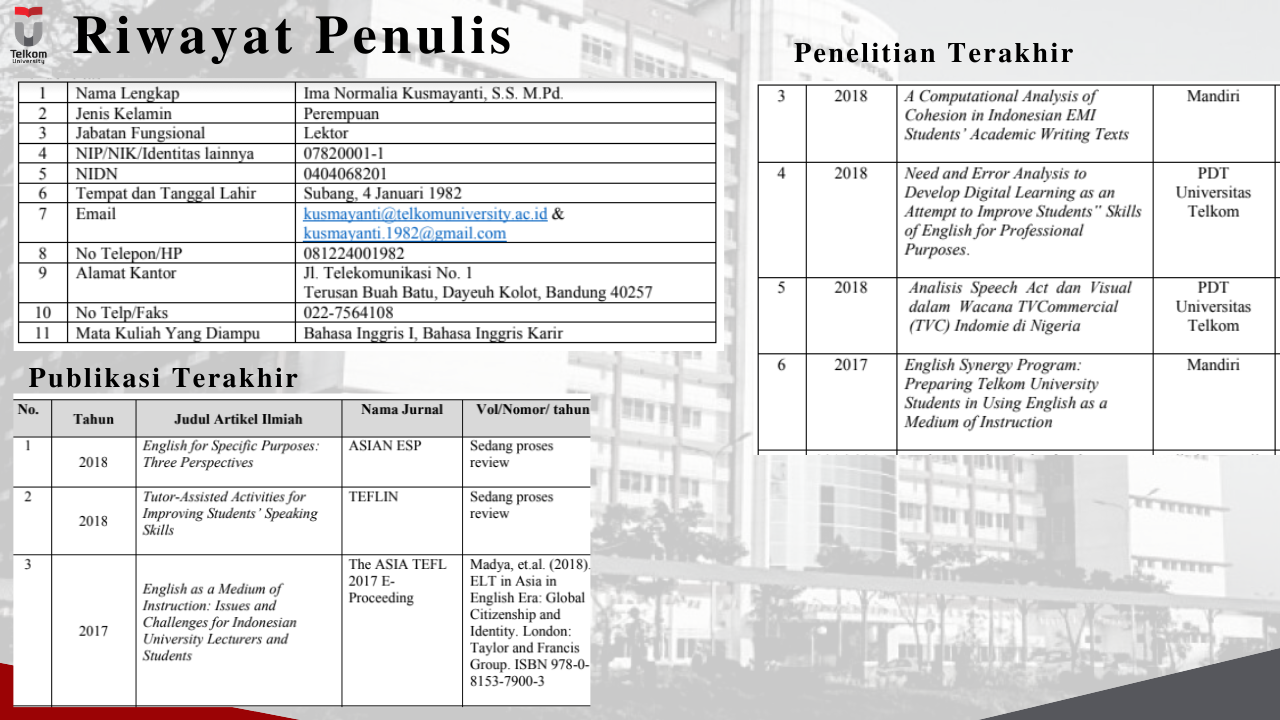 Telkom
University
Riwayat Penulis
1 Nama Lengkap Ima Normalia Kusmayanti, S.S. M.Pd.
2 Jenis Kelamin Perempuan
3 Jabatan Fungsional Lektor
4 NIP/NIK/Identitas lainnya 07820001-1
5 NIDN 0404068201
6 Tempat dan Tanggal Lahir Subang, 4 Januari 1982
7 Email kusmayanti@telkomuniversity.ac.id &
kusmayanti.1982@gmail.com
8 No Telepon/HP 081224001982
9 Alamat Kantor Jl. Telekomunikasi No. 1
Terusan Buah Batu, Dayeuh Kolot, Bandung 40257
10 No Telp/Faks 022-7564108
11 Mata Kuliah Yang Diampu Bahasa Inggris I, Bahasa Inggris Karir
Publikasi Terakhir
No. Tahun Judul Artikel Ilmiah Nama Jurnal Vol/Nomor/ tahun
1 2018 English for Specific Purposes: ASIAN ESP Sedang proses
Three Perspectives review
2 2018 Tutor-Assisted Activities for TEFLIN Sedang proses
Improving Students' Speaking review
Skills
3 2017 English as a Medium of The ASIA TEFL Madya, et.al. (2018).
Instruction: Issues and 2017 E- ELT in Asia in
Challenges for Indonesian Proceeding English Era: Global
University Lecturers and Citizenship and
Students Identity. London:
Taylor and Francis
Group. ISBN 978-0-
8153-7900-3
Penelitian Terakhir
3 2018 A Computational Analysis of Mandiri
Cohesion in Indonesian EMI
Students' Academic Writing Texts
4 2018 Need and Error Analysis to PDT
Develop Digital Learning as an Universitas
Attempt to Improve Students" Skills Telkom
of English for Professional
Purposes.
5 2018 Analisis Speech Act dan Visual PDT
dalam Wacana TVCommercial Universitas
(TVC) Indomie di Nigeria Telkom
6 2017 English Synergy Program: Mandiri
Preparing Telkom University
Students in Using English as a
Medium of Instruction